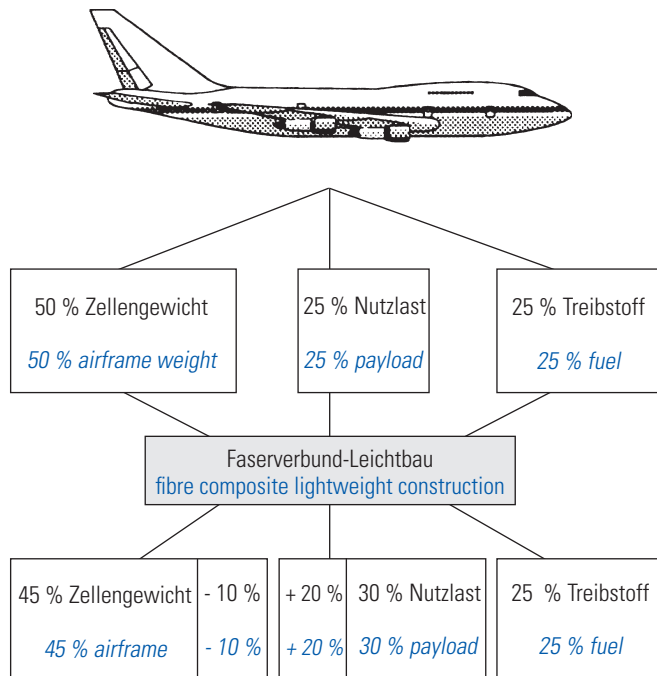 50 % Zellengewicht
50 % airframe weight
25 % Nutzlast
25 % payload
25 % Treibstoff
25 % fuel
Faserverbund-Leichtbau
fibre composite lightweight construction
45 % Zellengewicht
45 % airframe
- 10 %
- 10 %
+ 20 %
+ 20 %
30 % Nutzlast
30 % payload
25 % Treibstoff
25 % fuel